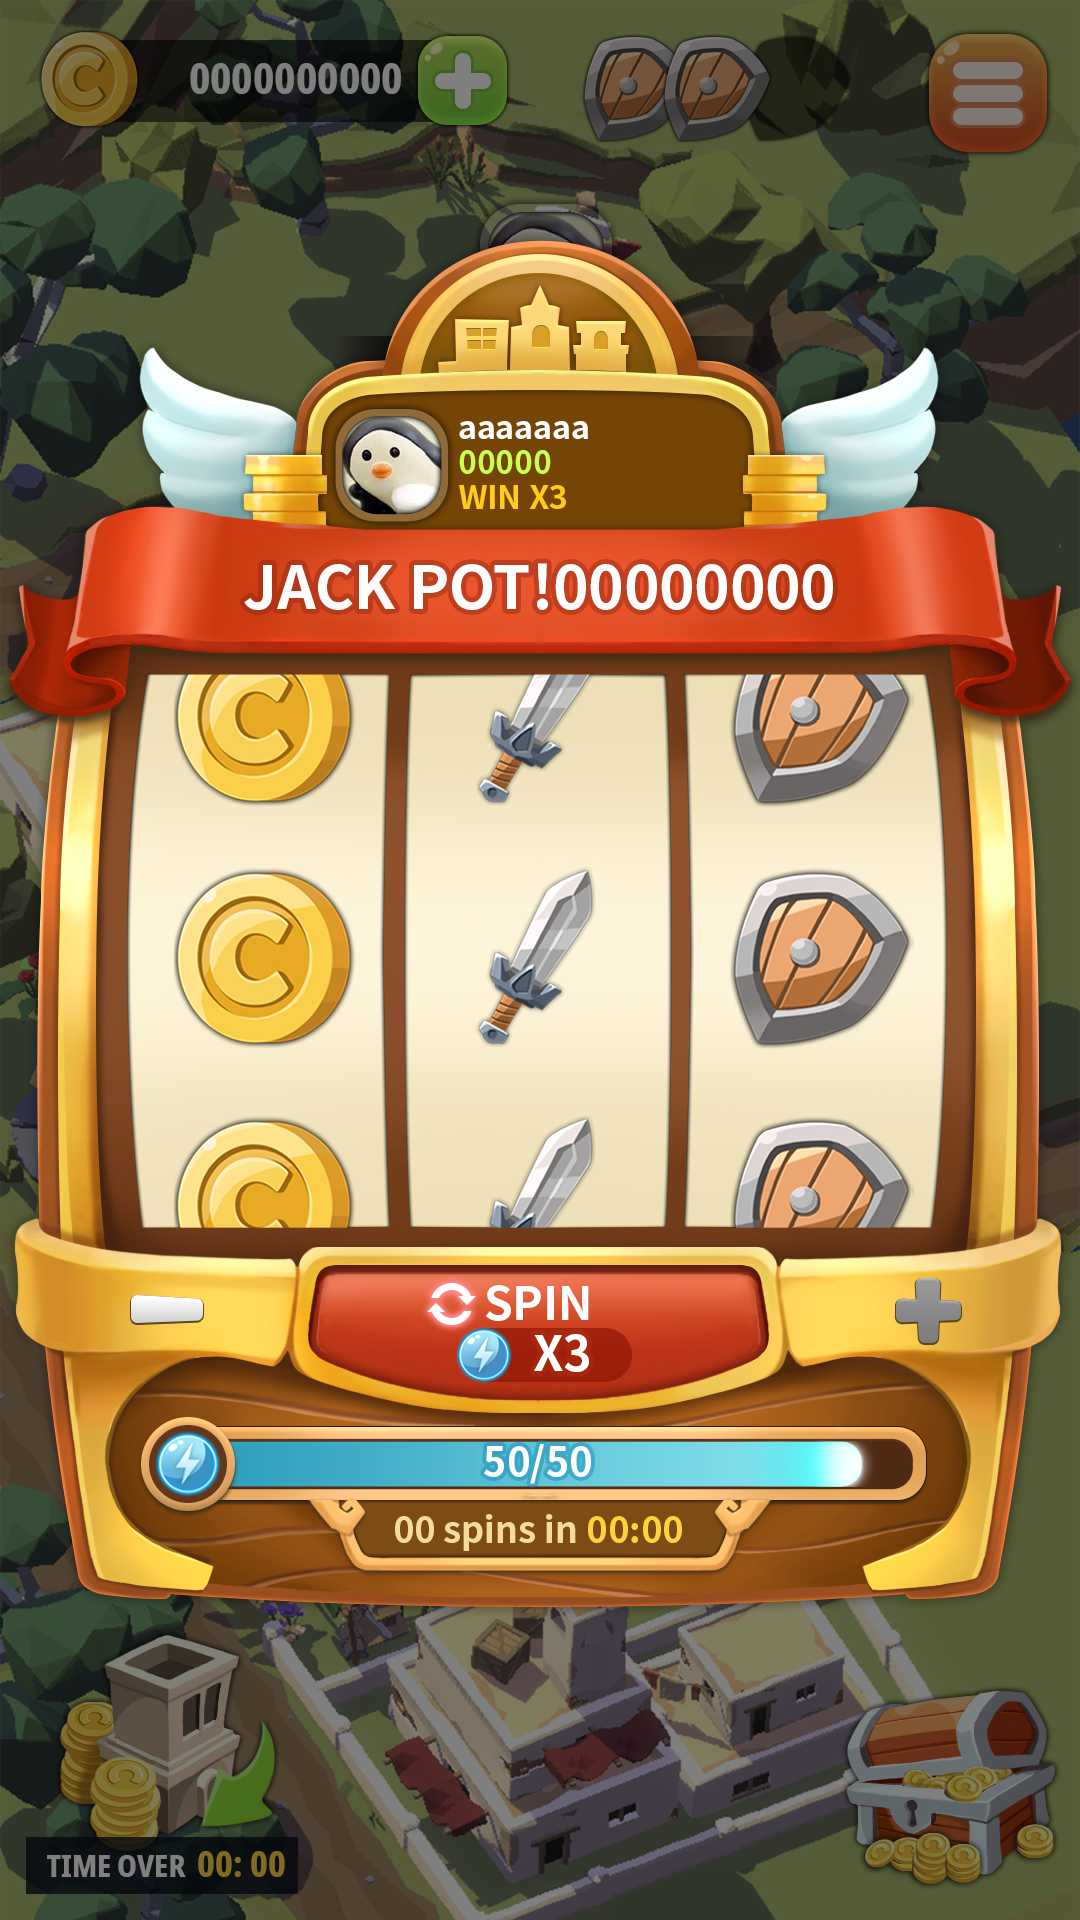 0000000000
aaaaaaa
00000
WIN X3
JACK POT!00000000
SPIN
X3
50/50
00 spins in 00:00
TIME OVER 00: 00